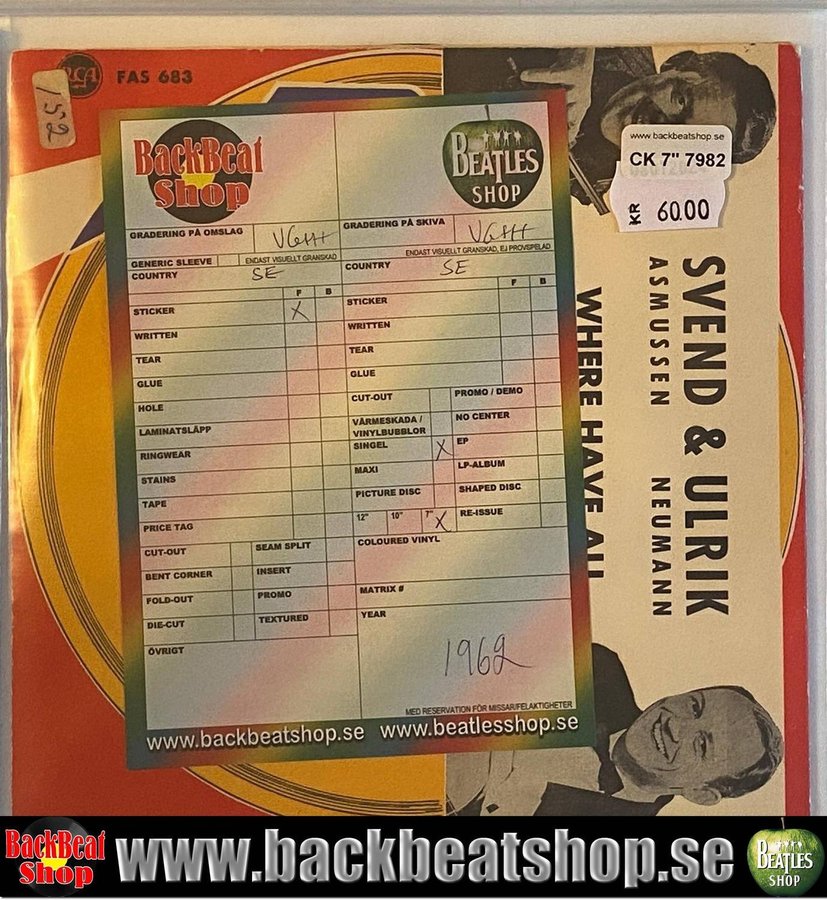 RCA
FAS 683
152
BackBeat
Shop
BEATLES
SHOP
www.backbeatshop.se
CK 7" 7982
KR 60.00
GRADERING PÅ OMSLAG
VG+++
GRADERING PÅ SKIVA
VG+++
GENERIC SLEEVE
ENDAST VISUELLT GRANSKAD
ENDAST VISUELLT GRANSKAD, EJ PROVSPELAD
COUNTRY SE
COUNTRY SE
F B
STICKER X
WRITTEN
TEAR
GLUE
HOLE
LAMINATSLÄPP
RINGWEAR
STAINS
TAPE
PRICE TAG
CUT-OUT
SEAM SPLIT
BENT CORNER
INSERT
FOLD-OUT
PROMO
DIE-CUT
TEXTURED
ÖVRIGT
F B
STICKER
WRITTEN
TEAR
GLUE
CUT-OUT
PROMO / DEMO
VÄRMESKADA /
VINYLBUBBLOR
NO CENTER
SINGEL X
EP
MAXI
LP-ALBUM
PICTURE DISC
SHAPED DISC
12" 10" 7" X
RE-ISSUE
COLOURED VINYL
MATRIX #
YEAR
1962
MED RESERVATION FÖR MISSAR/FELAKTIGHETER
www.backbeatshop.se www.beatlesshop.se
SVEND & ULRIK
ASMUSSEN NEUMANN
WHERE HAVE ALL
BackBeat
Shop
www.backbeatshop.se
BEATLES
SHOP